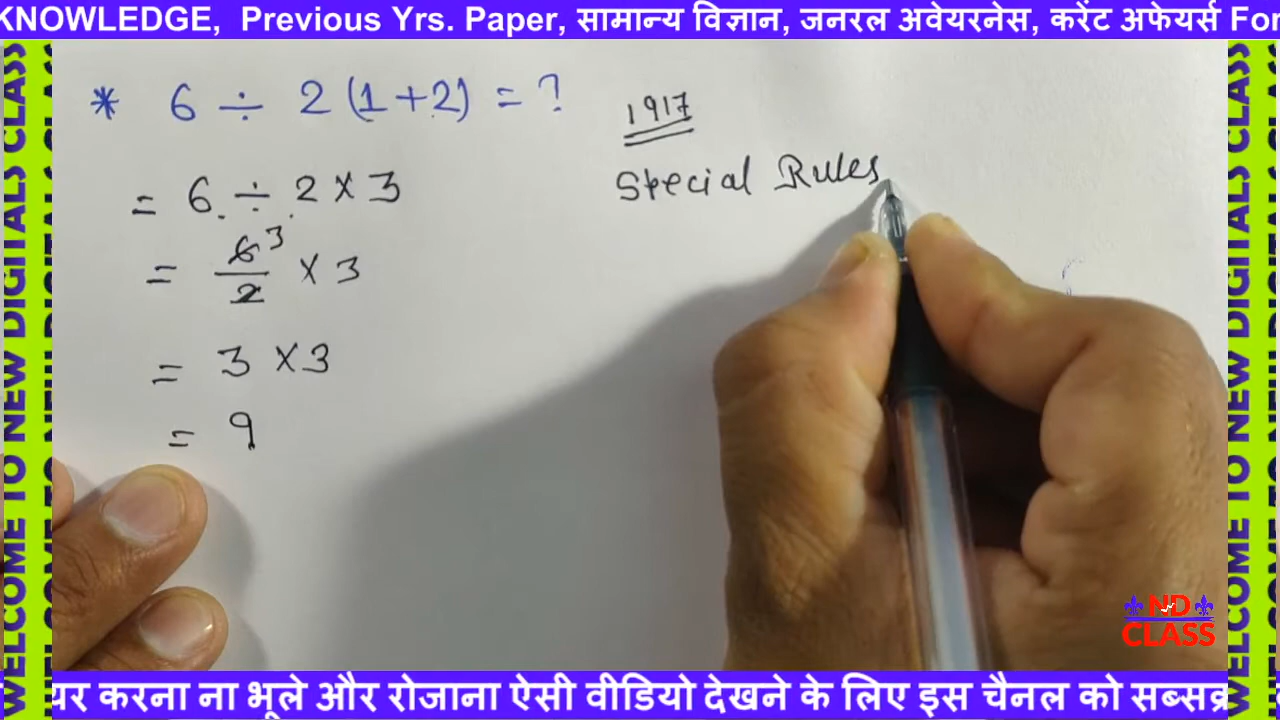 KNOWLEDGE, Previous Yrs. Paper, सामान्य विज्ञान, जनरल अवेयरनेस, करेंट अफेयर्स For
* 6 ÷ 2 (1+2) = ?
= 6 ÷ 2 × 3
= 6/2 3 × 3
= 3 × 3
= 9
1917
Special Rules
ND
CLASS
WELCOME TO NEW DIGITALS CLASS
WELCOME TO NEW DIGITALS CLASS
यर करना ना भूले और रोजाना ऐसी वीडियो देखने के लिए इस चैनल को सब्सक्र